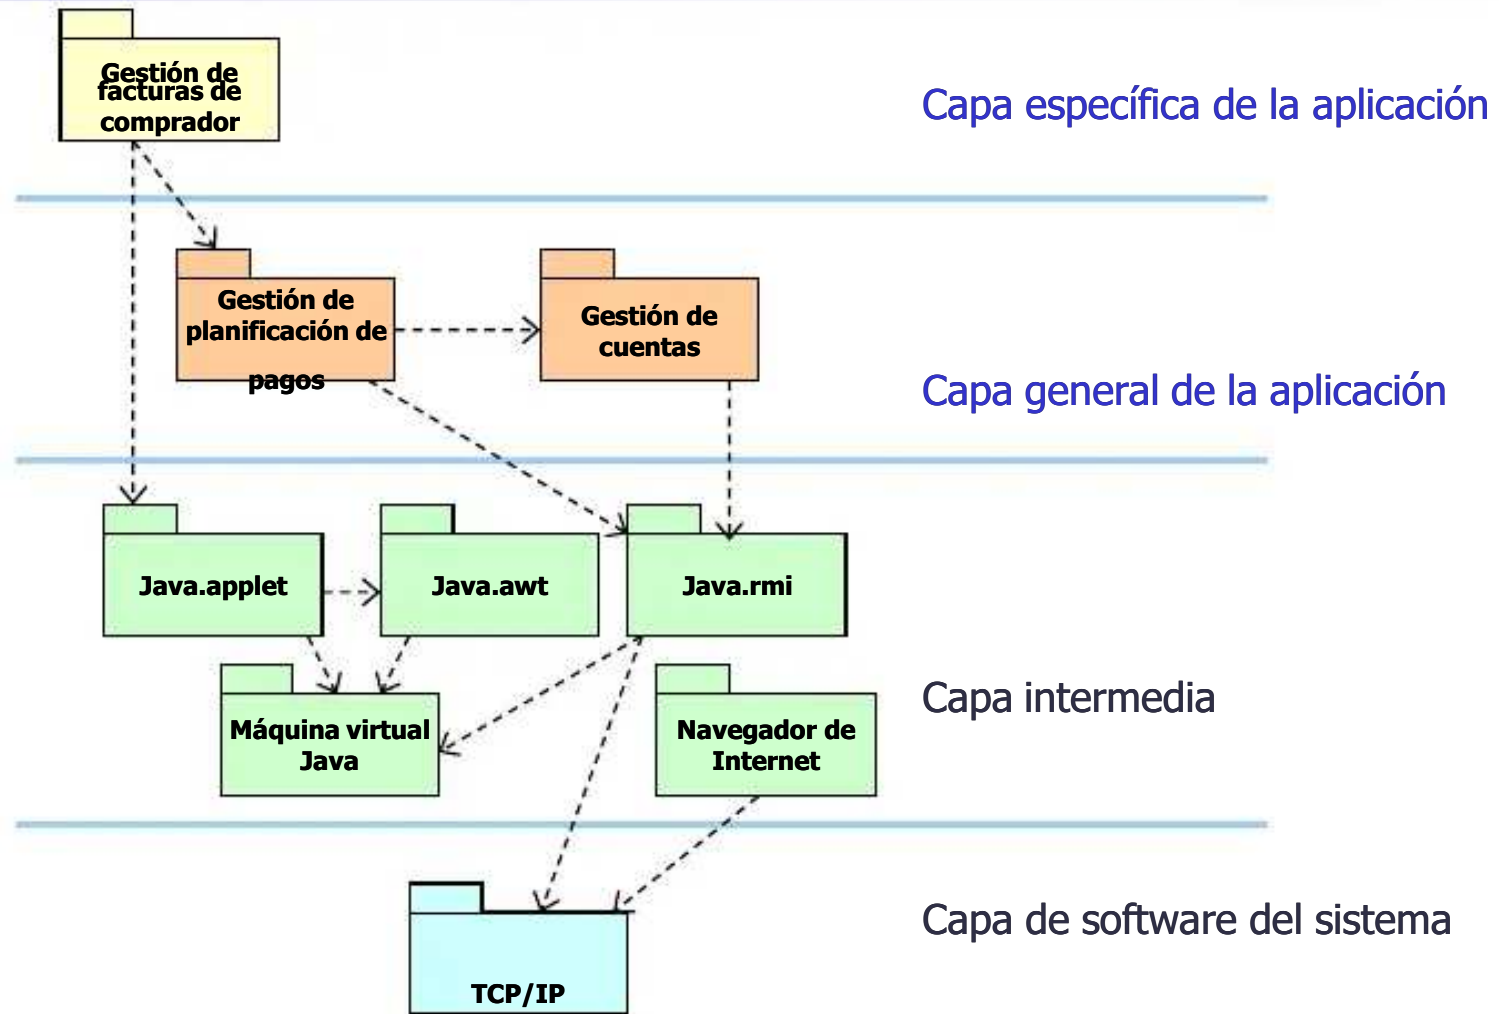 Gestión de
facturas de
comprador
Capa específica de la aplicación
Gestión de
planificación de
pagos
Gestión de
cuentas
Capa general de la aplicación
Java.applet
Java.awt
Java.rmi
Máquina virtual
Java
Navegador de
Internet
Capa intermedia
Capa de software del sistema
TCP/IP